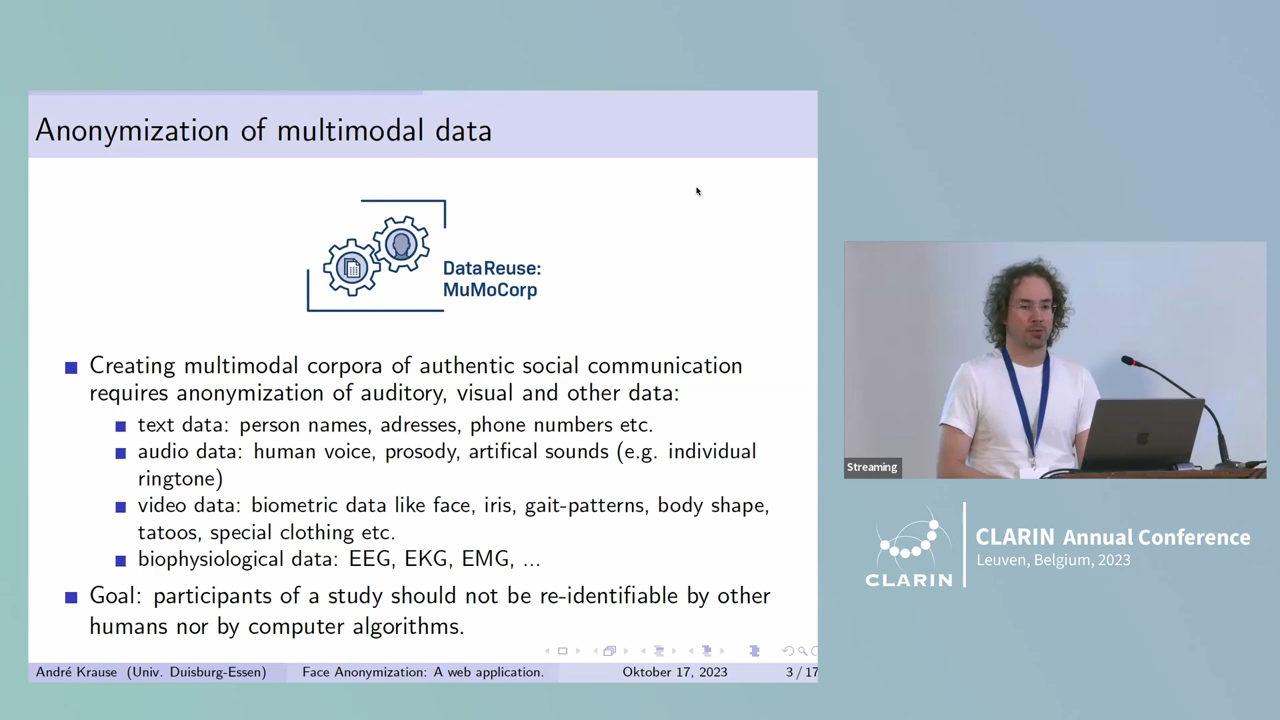 Anonymization of multimodal data
DataReuse:
MuMoCorp
Creating multimodal corpora of authentic social communication
requires anonymization of auditory, visual and other data:
text data: person names, adresses, phone numbers etc.
audio data: human voice, prosody, artifical sounds (e.g. individual
ringtone)
video data: biometric data like face, iris, gait-patterns, body shape,
tatoos, special clothing etc.
biophysiological data: EEG, EKG, EMG, ...
Goal: participants of a study should not be re-identifiable by other
humans nor by computer algorithms.
André Krause (Univ. Duisburg-Essen) Face Anonymization: A web application. Oktober 17, 2023 3 / 17
Streaming
CLARIN
CLARIN Annual Conference
Leuven, Belgium, 2023